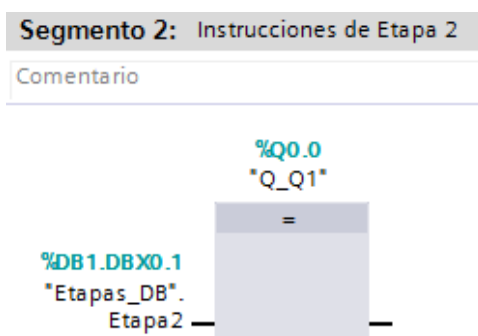 Segmento 2: Instrucciones de Etapa 2
Comentario
%Q0.0
"Q_Q1"
=
%DB1.DBX0.1
"Etapas_DB".
Etapa2